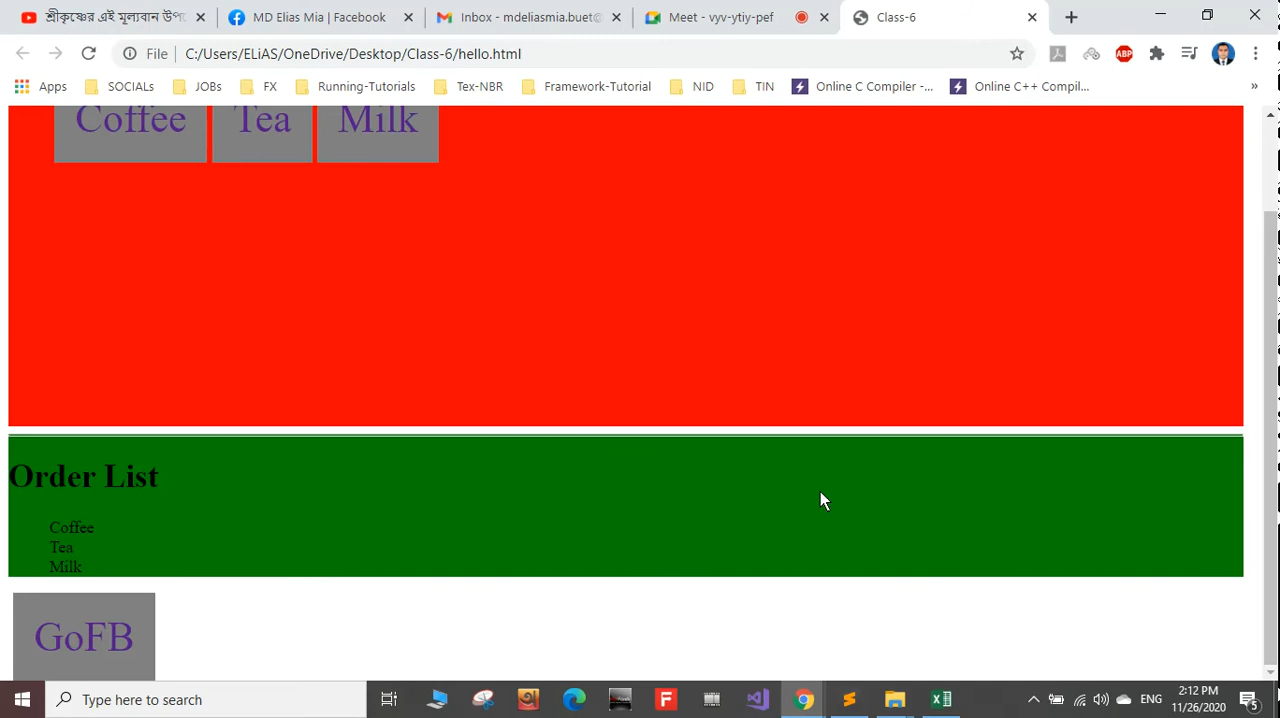 শ্রীকৃষ্ণের এই মূল্যবান উপ
MD Elias Mia | Facebook
Inbox - mdeliasmia.buet@
Meet - vyv-ytiy-pef
Class-6
File
C:/Users/ELiAS/OneDrive/Desktop/Class-6/hello.html
ABP
Apps
SOCIALs
JOBs
FX
Running-Tutorials
Tex-NBR
Framework-Tutorial
NID
TIN
Online C Compiler -...
Online C++ Compil...
»
Coffee Tea Milk
Order List
Coffee
Tea
Milk
GoFB
Type here to search
ENG
2:12 PM
11/26/2020
5